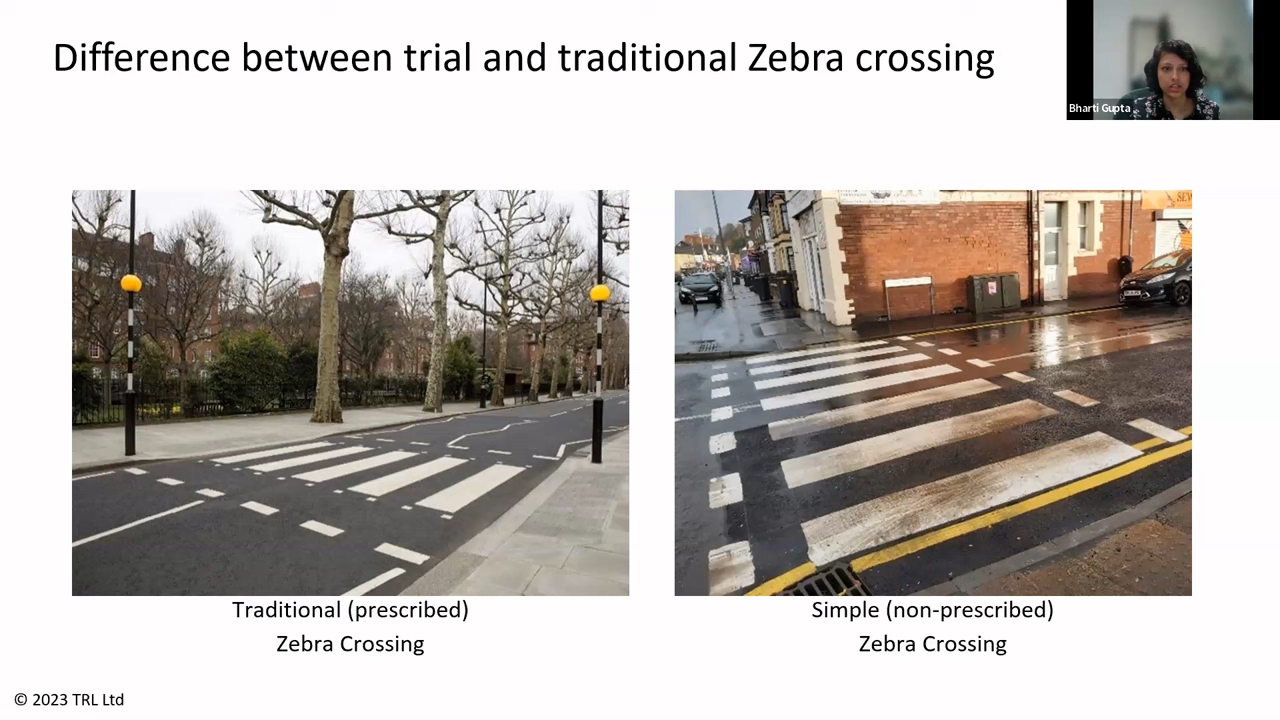 Difference between trial and traditional Zebra crossing
Bharti Gupta
SEW
Traditional (prescribed)
Zebra Crossing
Simple (non-prescribed)
Zebra Crossing
© 2023 TRL Ltd